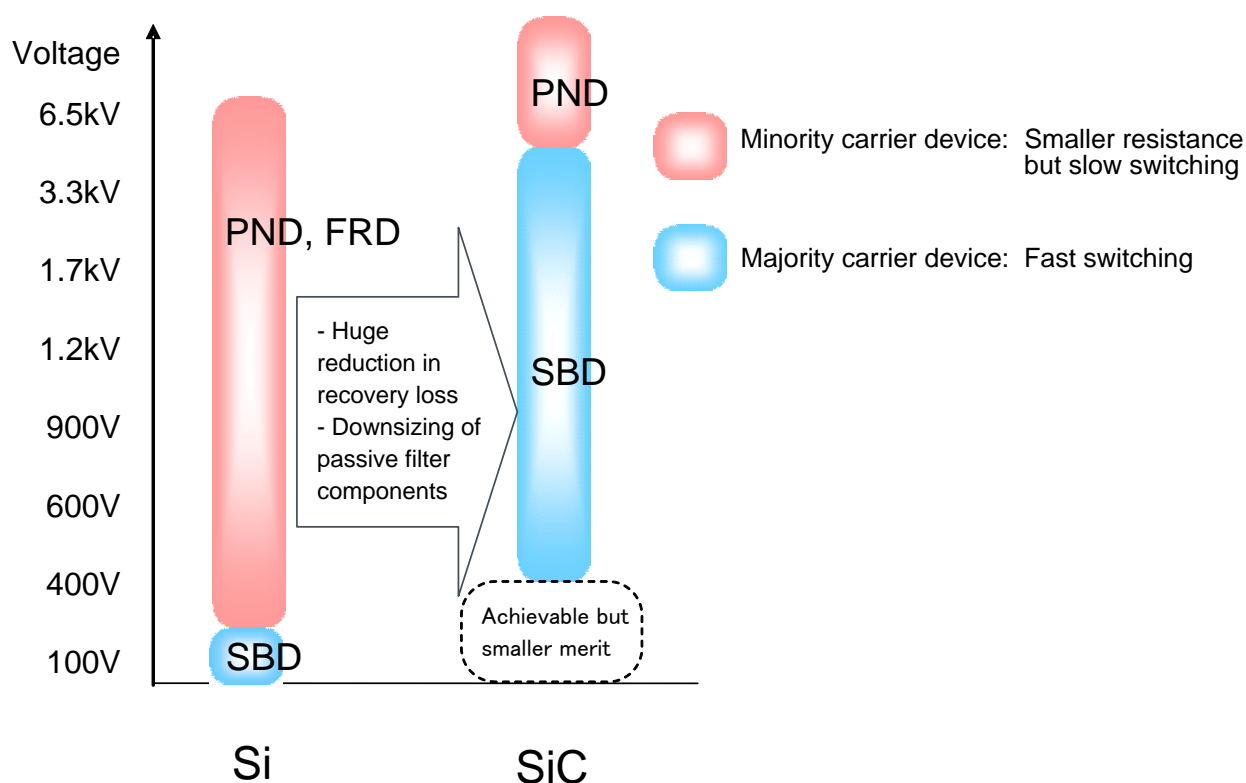 Voltage
6.5kV
3.3kV
1.7kV
1.2kV
900V
600V
400V
100V
PND, FRD
SBD
- Huge
reduction in
recovery loss
- Downsizing of
passive filter
components
PND
SBD
Achievable but
smaller merit
Si
SiC
Minority carrier device: Smaller resistance
but slow switching
Majority carrier device: Fast switching